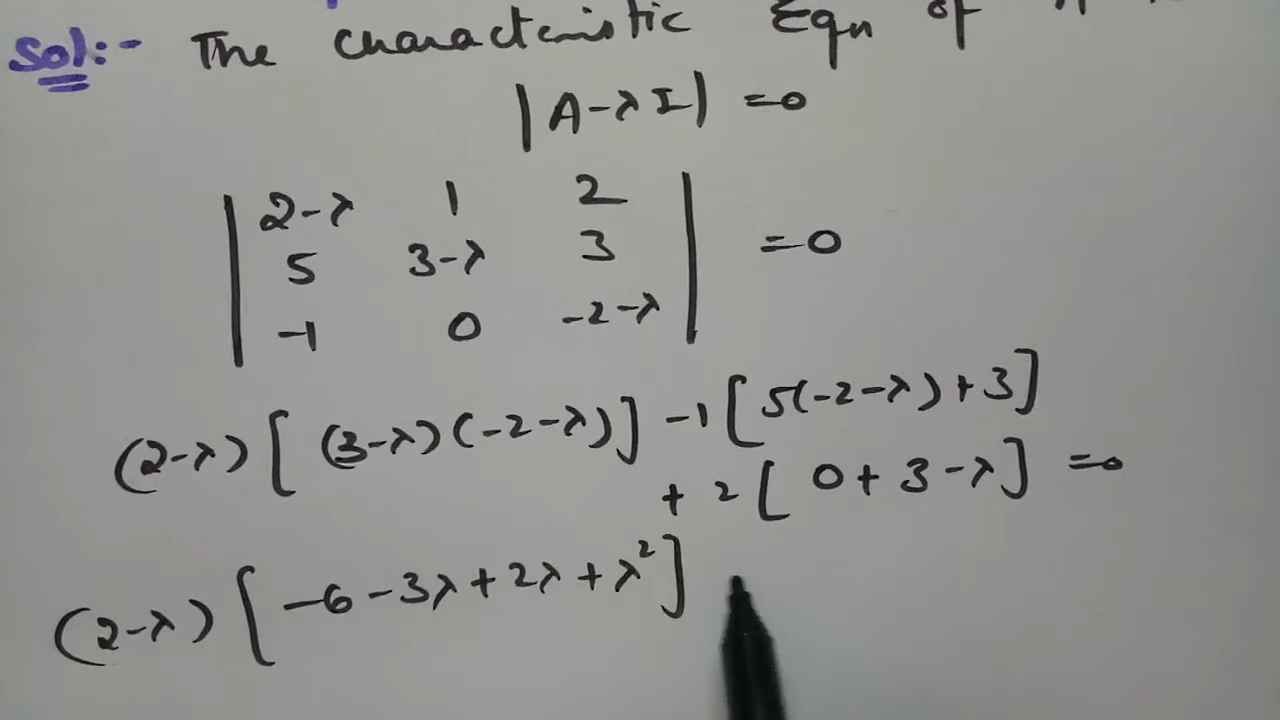 Sol:- The characteristic Eqn of
|A-λI| =0
| 2-λ 1 2 |
| 5 3-λ 3 | =0
| -1 0 -2-λ |
(2-λ) [ (3-λ)(-2-λ) ] -1 [ 5(-2-λ)+3 ]
+ 2 [ 0+3-λ ] =0
(2-λ) [ -6-3λ+2λ+λ² ]